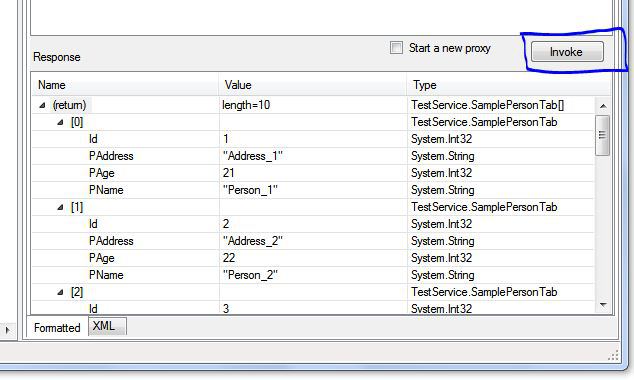 Start a new proxy Invoke
Response
Name Value Type
(return) length=10 TestService.SamplePersonTab[]
[0] TestService.SamplePersonTab
Id 1 System.Int32
PAddress "Address_1" System.String
PAge 21 System.Int32
PName "Person_1" System.String
[1] TestService.SamplePersonTab
Id 2 System.Int32
PAddress "Address_2" System.String
PAge 22 System.Int32
PName "Person_2" System.String
[2] TestService.SamplePersonTab
Id 3 System.Int32
Formatted XML